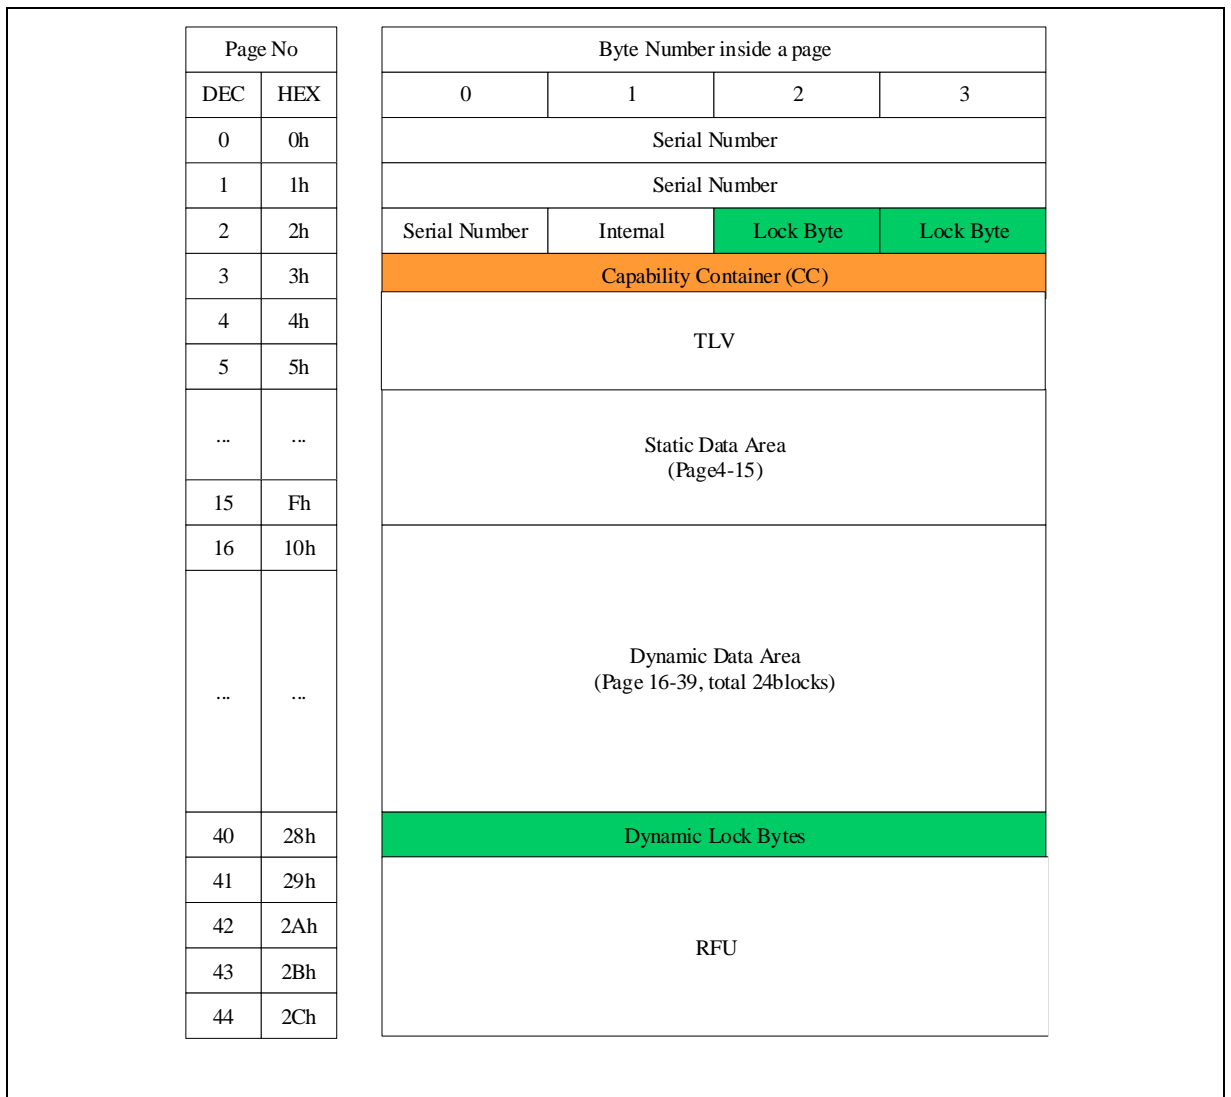 Page No Byte Number inside a page
DEC HEX 0 1 2 3
0 0h Serial Number
1 1h Serial Number
2 2h Serial Number Internal Lock Byte Lock Byte
3 3h Capability Container (CC)
4 4h
TLV
5 5h
... ...
Static Data Area
(Page4-15)
15 Fh
16 10h
Dynamic Data Area
(Page 16-39, total 24blocks)
... ...
40 28h Dynamic Lock Bytes
41 29h
42 2Ah
RFU
43 2Bh
44 2Ch